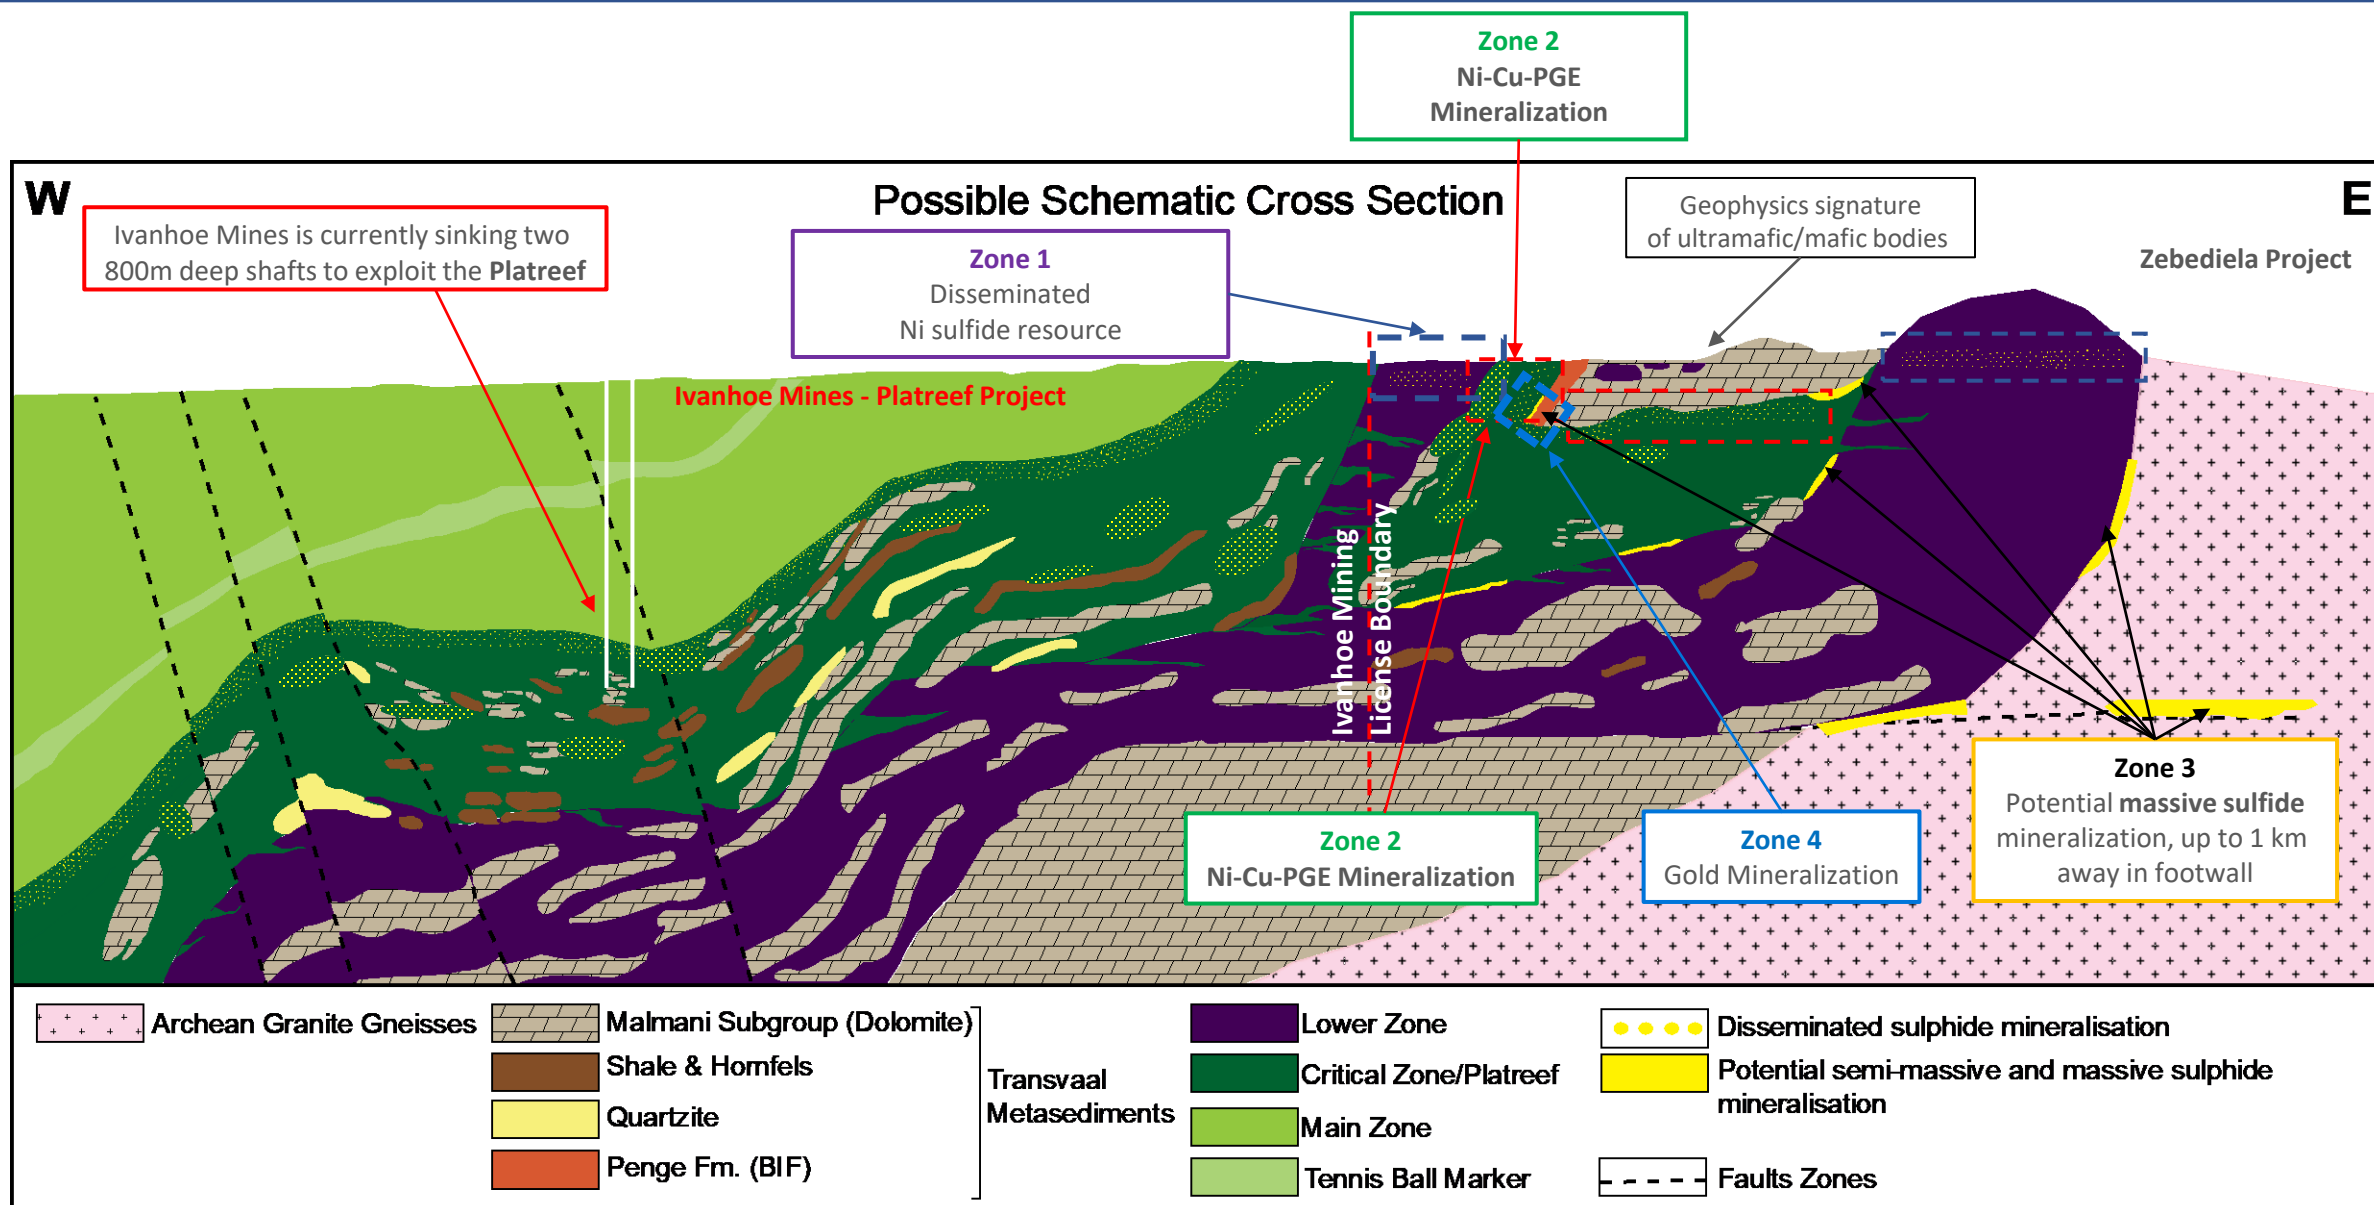 Zone 2
Ni-Cu-PGE
Mineralization
W
Possible Schematic Cross Section
E
Ivanhoe Mines is currently sinking two
800m deep shafts to exploit the Platreef
Zone 1
Disseminated
Ni sulfide resource
Geophysics signature
of ultramafic/mafic bodies
Zebediela Project
Ivanhoe Mines - Platreef Project
Ivanhoe Mining
License Boundary
Zone 2
Ni-Cu-PGE Mineralization
Zone 4
Gold Mineralization
Zone 3
Potential massive sulfide
mineralization, up to 1 km
away in footwall
Archean Granite Gneisses
Malmani Subgroup (Dolomite)
Shale & Hornfels
Quartzite
Penge Fm. (BIF)
Transvaal
Metasediments
Lower Zone
Critical Zone/Platreef
Main Zone
Tennis Ball Marker
Disseminated sulphide mineralisation
Potential semi-massive and massive sulphide
mineralisation
Faults Zones